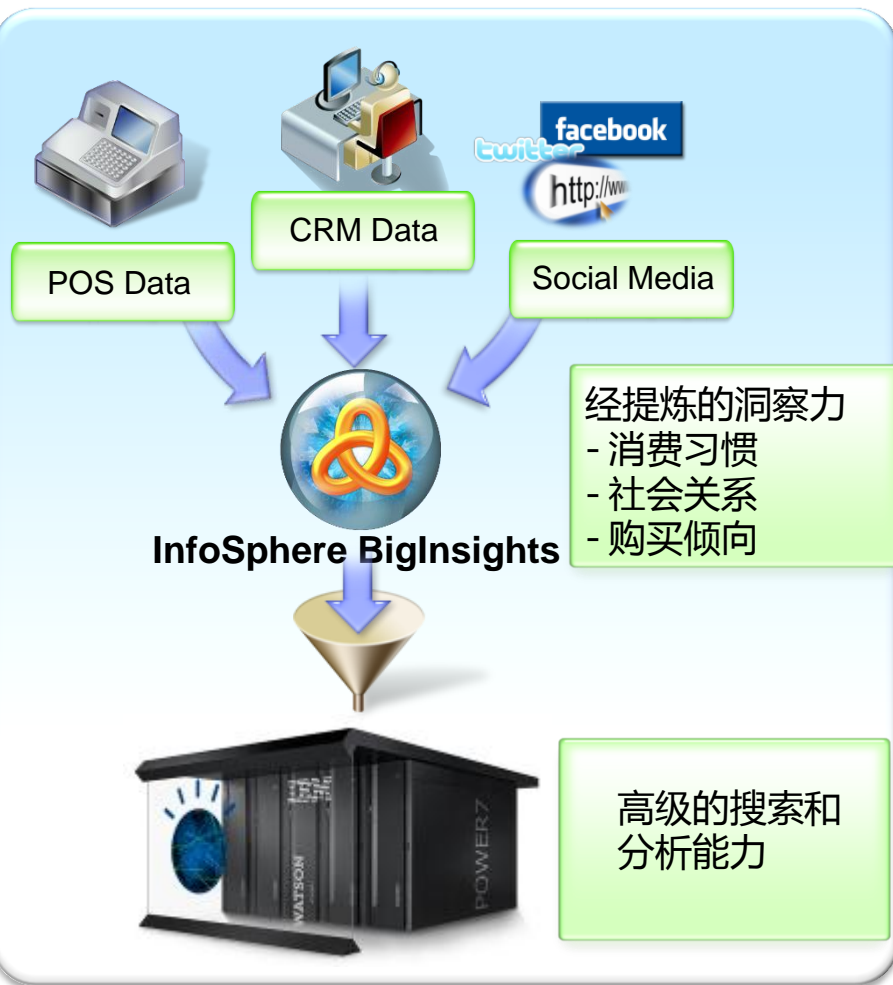 facebook
twitter
http://www
CRM Data
POS Data
Social Media
经提炼的洞察力
- 消费习惯
- 社会关系
- 购买倾向
InfoSphere BigInsights
IBM
WATSON
POWER7
高级的搜索和
分析能力